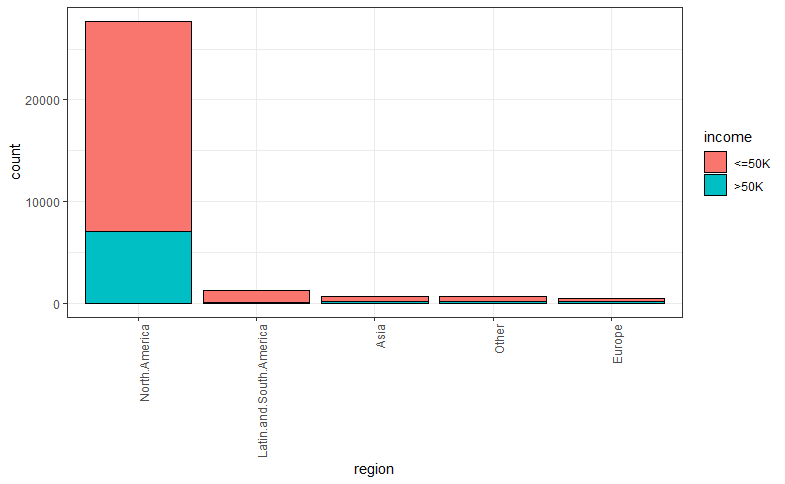 20000
10000
0
count
North.America
Latin.and.South.America
Asia
Other
Europe
region
income
<=50K
>50K